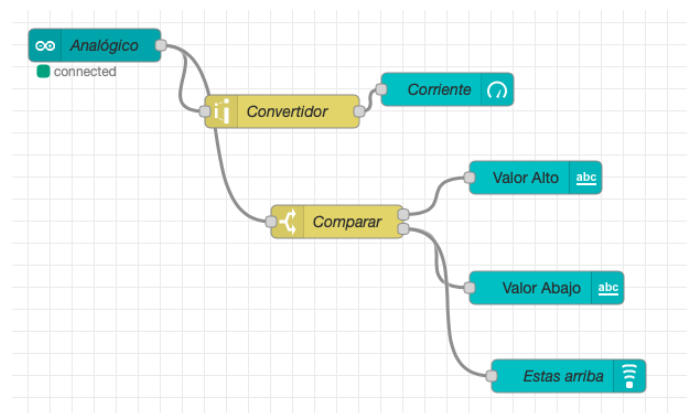 Analógico
connected
Corriente
Convertidor
Valor Alto
abc
Comparar
Valor Abajo
abc
Estas arriba